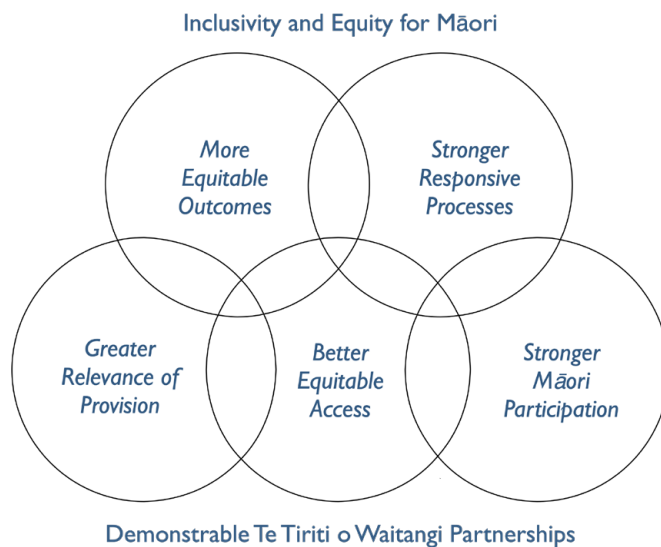 Inclusivity and Equity for Māori
More
Equitable
Outcomes
Stronger
Responsive
Processes
Greater
Relevance of
Provision
Better
Equitable
Access
Stronger
Māori
Participation
Demonstrable Te Tiriti o Waitangi Partnerships